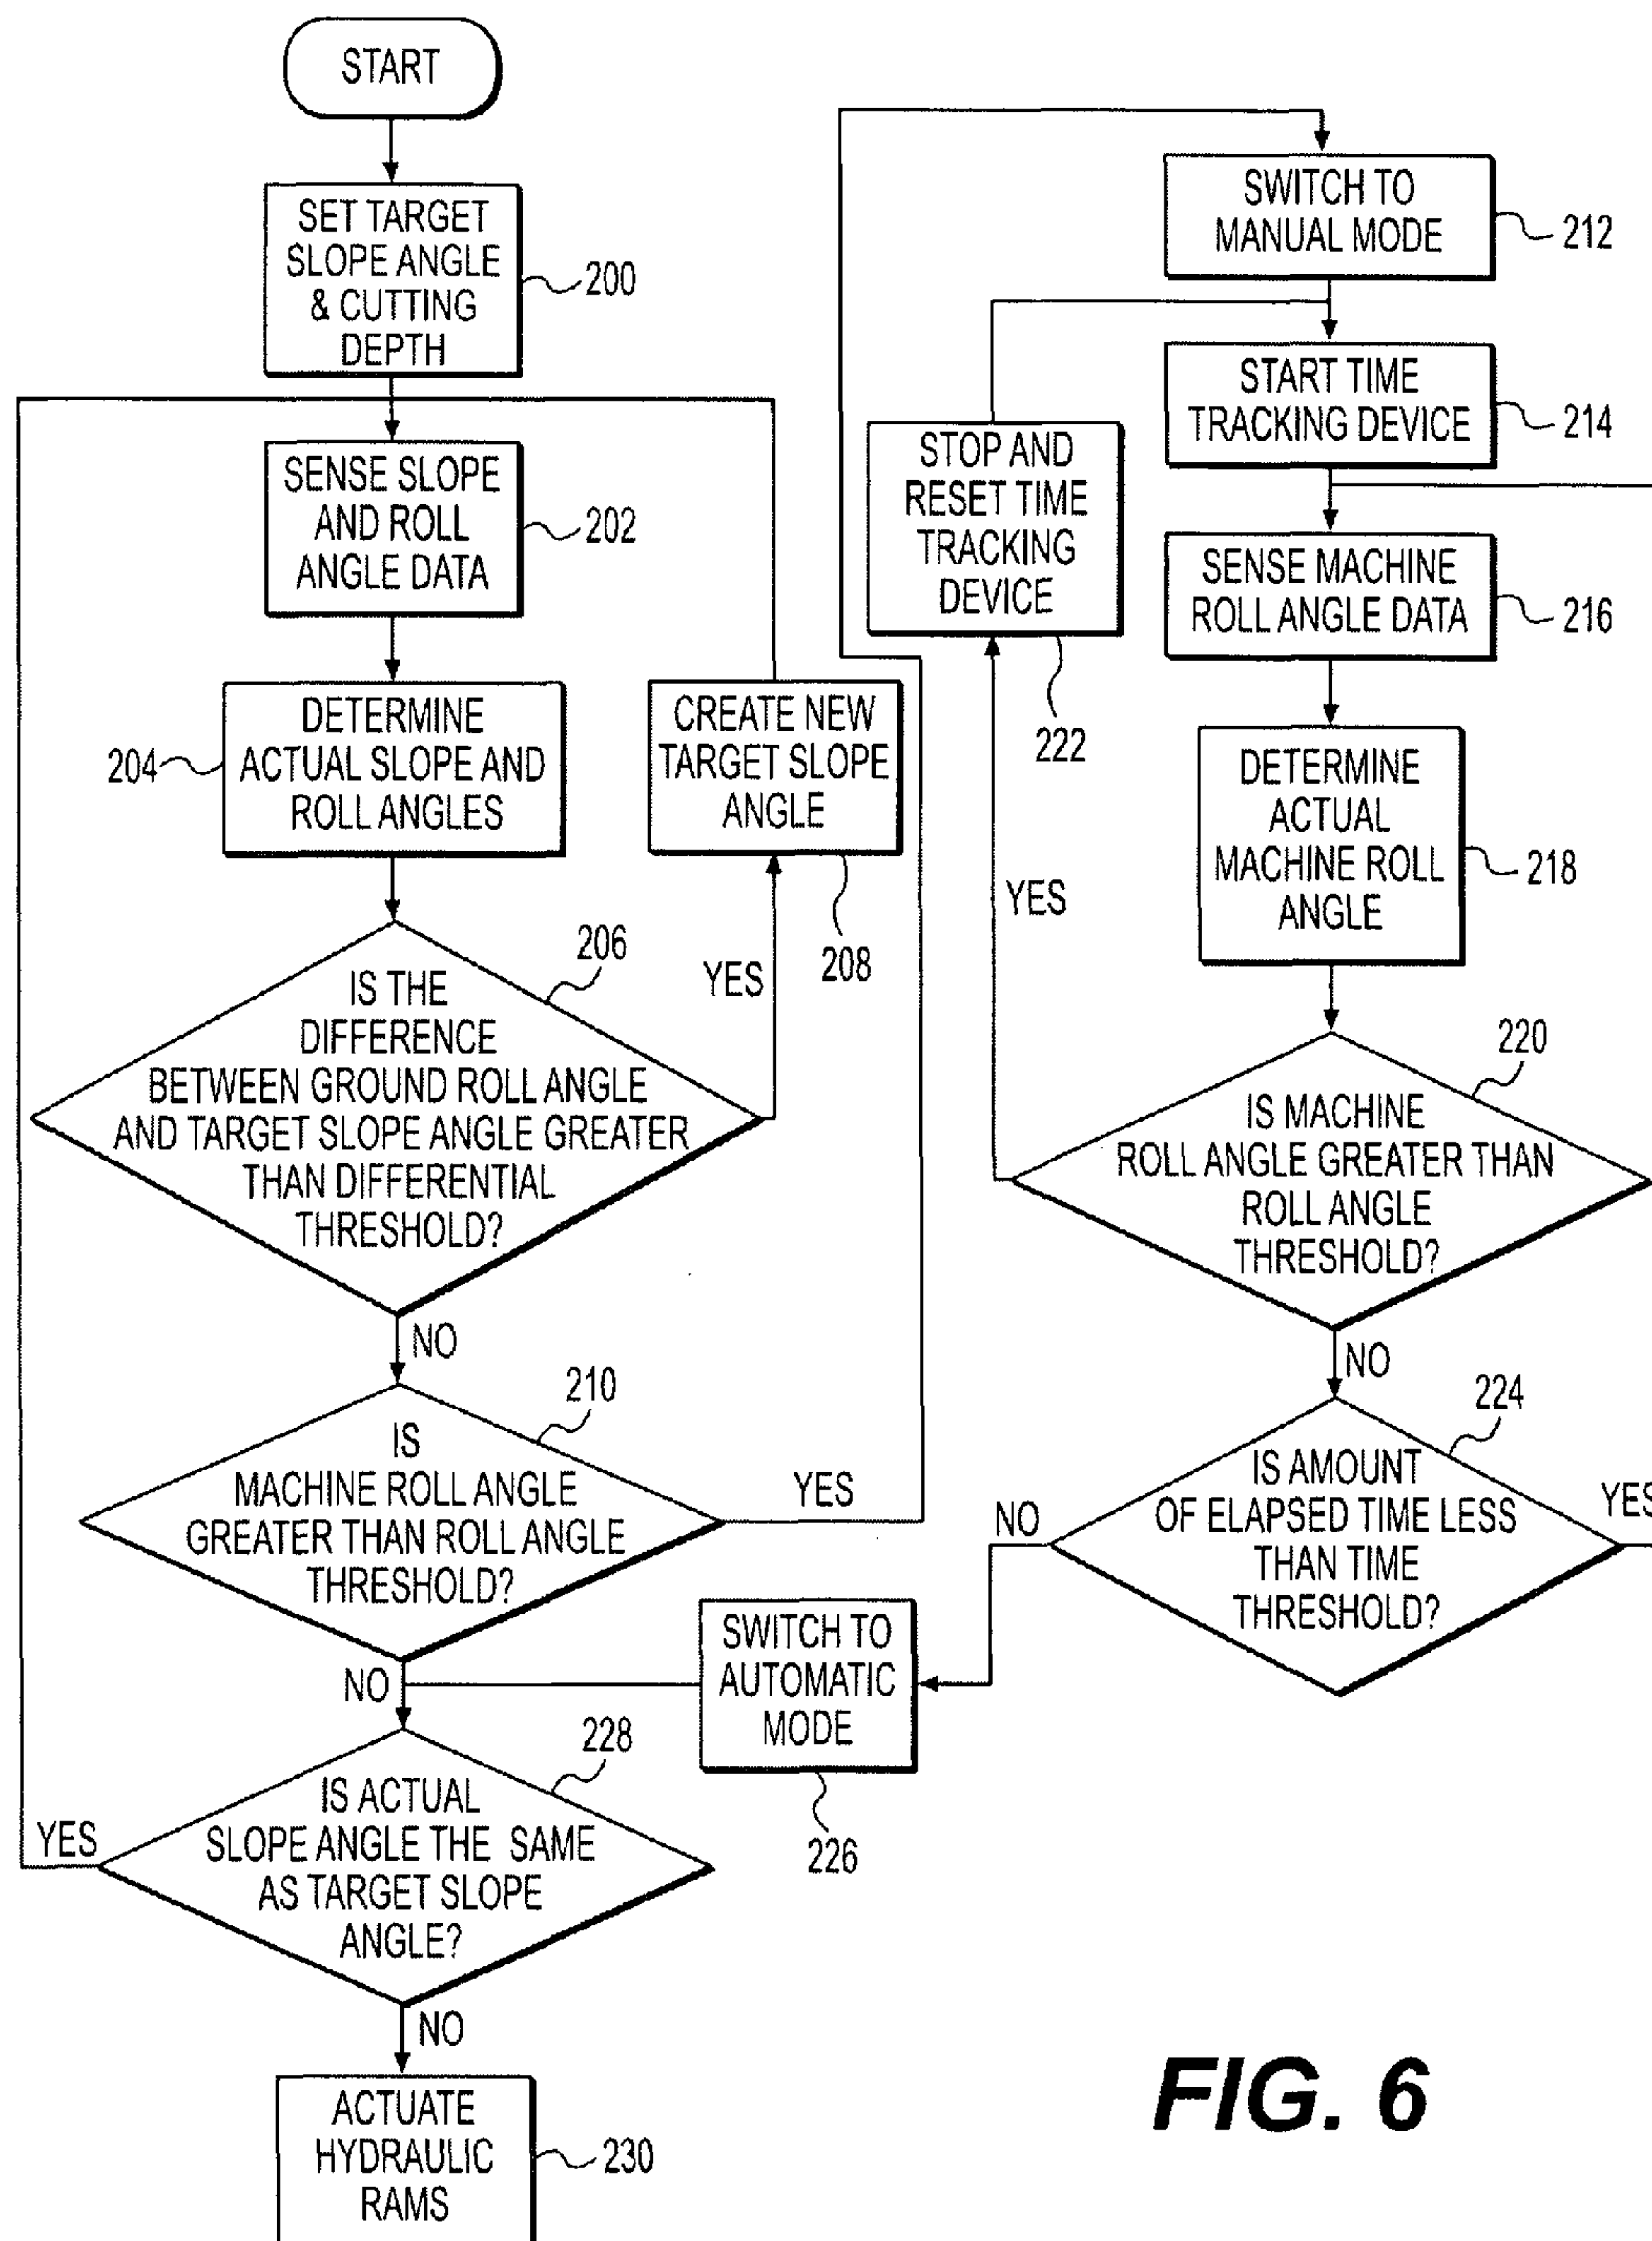 START
SET TARGET
SLOPE ANGLE
& CUTTING
DEPTH
200
SENSE SLOPE
AND ROLL
ANGLE DATA
202
DETERMINE
ACTUAL SLOPE AND
ROLL ANGLES
204
CREATE NEW
TARGET SLOPE
ANGLE
208
YES
IS THE
DIFFERENCE
BETWEEN GROUND ROLL ANGLE
AND TARGET SLOPE ANGLE GREATER
THAN DIFFERENTIAL
THRESHOLD?
206
NO
IS
MACHINE ROLL ANGLE
GREATER THAN ROLL ANGLE
THRESHOLD?
210
YES
NO
SWITCH TO
MANUAL MODE
212
START TIME
TRACKING DEVICE
214
STOP AND
RESET TIME
TRACKING
DEVICE
222
SENSE MACHINE
ROLL ANGLE DATA
216
DETERMINE
ACTUAL
MACHINE ROLL
ANGLE
218
YES
IS MACHINE
ROLL ANGLE GREATER THAN
ROLL ANGLE
THRESHOLD?
220
NO
IS AMOUNT
OF ELAPSED TIME LESS
THAN TIME
THRESHOLD?
224
YES
NO
SWITCH TO
AUTOMATIC
MODE
226
IS ACTUAL
SLOPE ANGLE THE SAME
AS TARGET SLOPE
ANGLE?
228
YES
NO
ACTUATE
HYDRAULIC
RAMS
230
FIG. 6